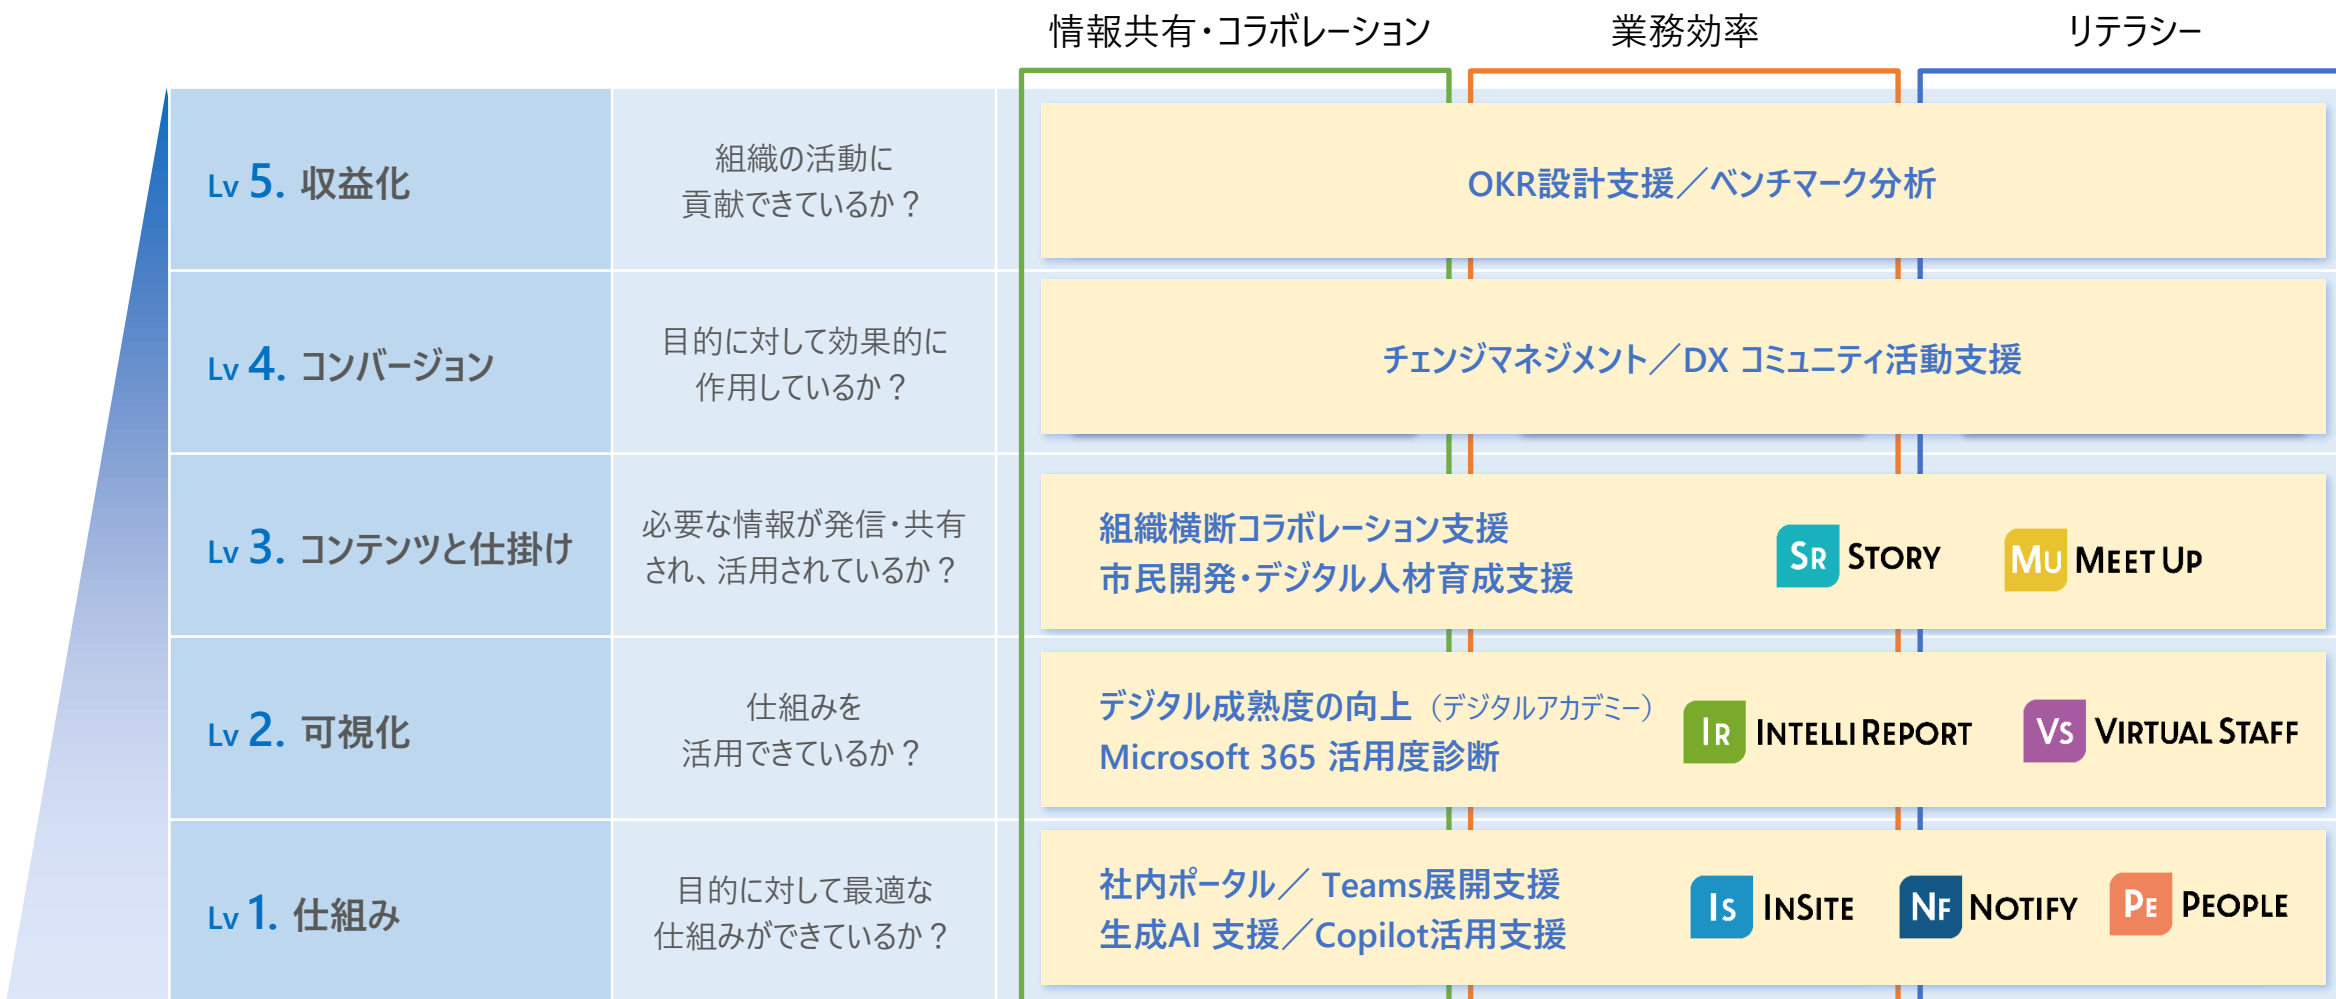 情報共有・コラボレーション
業務効率
リテラシー
Lv 5. 収益化
組織の活動に
貢献できているか？
OKR設計支援／ベンチマーク分析
Lv 4. コンバージョン
目的に対して効果的に
作用しているか？
チェンジマネジメント／DX コミュニティ活動支援
Lv 3. コンテンツと仕掛け
必要な情報が発信・共有
され、活用されているか？
組織横断コラボレーション支援
市民開発・デジタル人材育成支援
SR STORY
MU MEET UP
Lv 2. 可視化
仕組みを
活用できているか？
デジタル成熟度の向上（デジタルアカデミー）
Microsoft 365 活用度診断
IR INTELLI REPORT
VS VIRTUAL STAFF
Lv 1. 仕組み
目的に対して最適な
仕組みができているか？
社内ポータル／ Teams展開支援
生成AI 支援／Copilot活用支援
IS INSITE
NF NOTIFY
PE PEOPLE